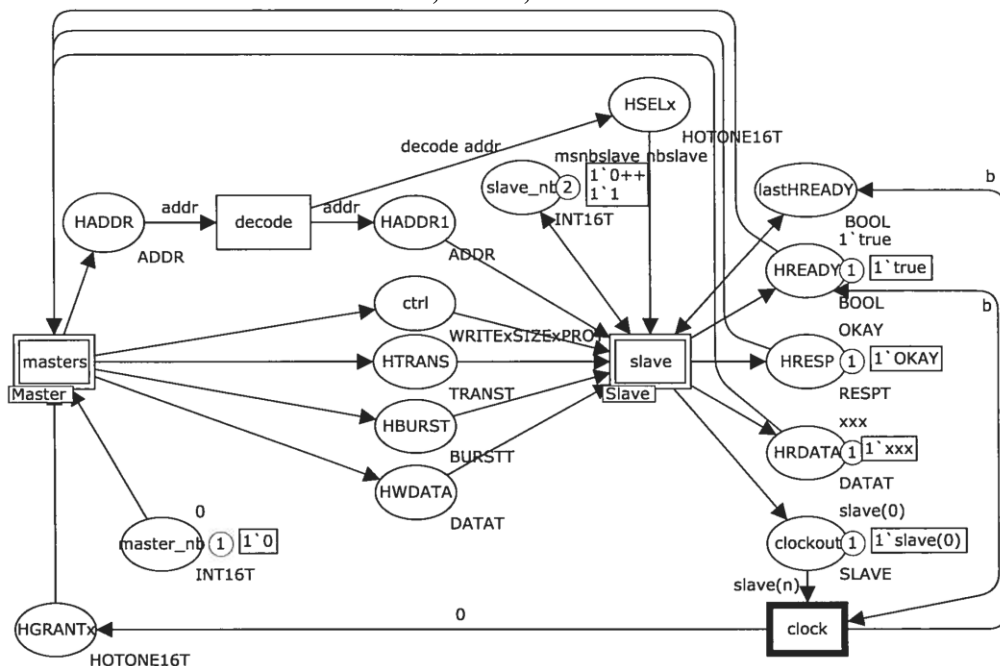 HSELx
HOTONE16T
decode addr
msnbslave nbslave
slave_nb
2
1`0++
1`1
INT16T
lastHREADY
b
BOOL
1`true
HADDR
addr
decode
addr
HADDR1
ADDR
ADDR
HREADY
1
1`true
BOOL
b
ctrl
WRITExSIZExPRO
OKAY
masters
Master
HTRANS
TRANST
slave
Slave
HRESP
1
1`OKAY
RESPT
HBURST
BURSTT
xxx
HRDATA
1
1`xxx
DATAT
HWDATA
DATAT
0
master_nb
1
1`0
INT16T
slave(0)
clockout
1
1`slave(0)
SLAVE
slave(n)
HGRANTx
HOTONE16T
0
clock